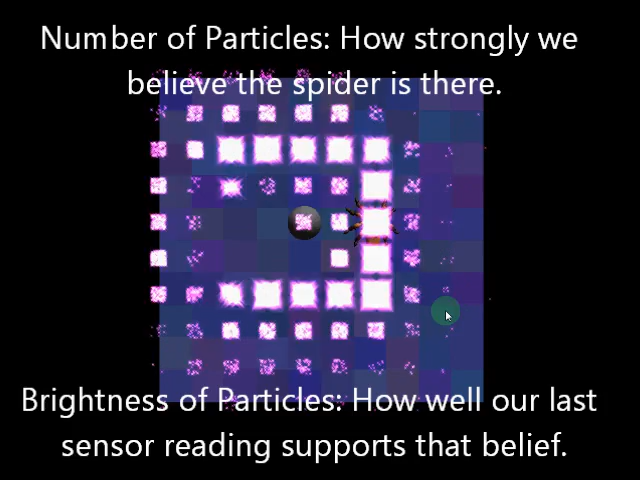 Number of Particles: How strongly we
believe the spider is there.
Brightness of Particles: How well our last
sensor reading supports that belief.